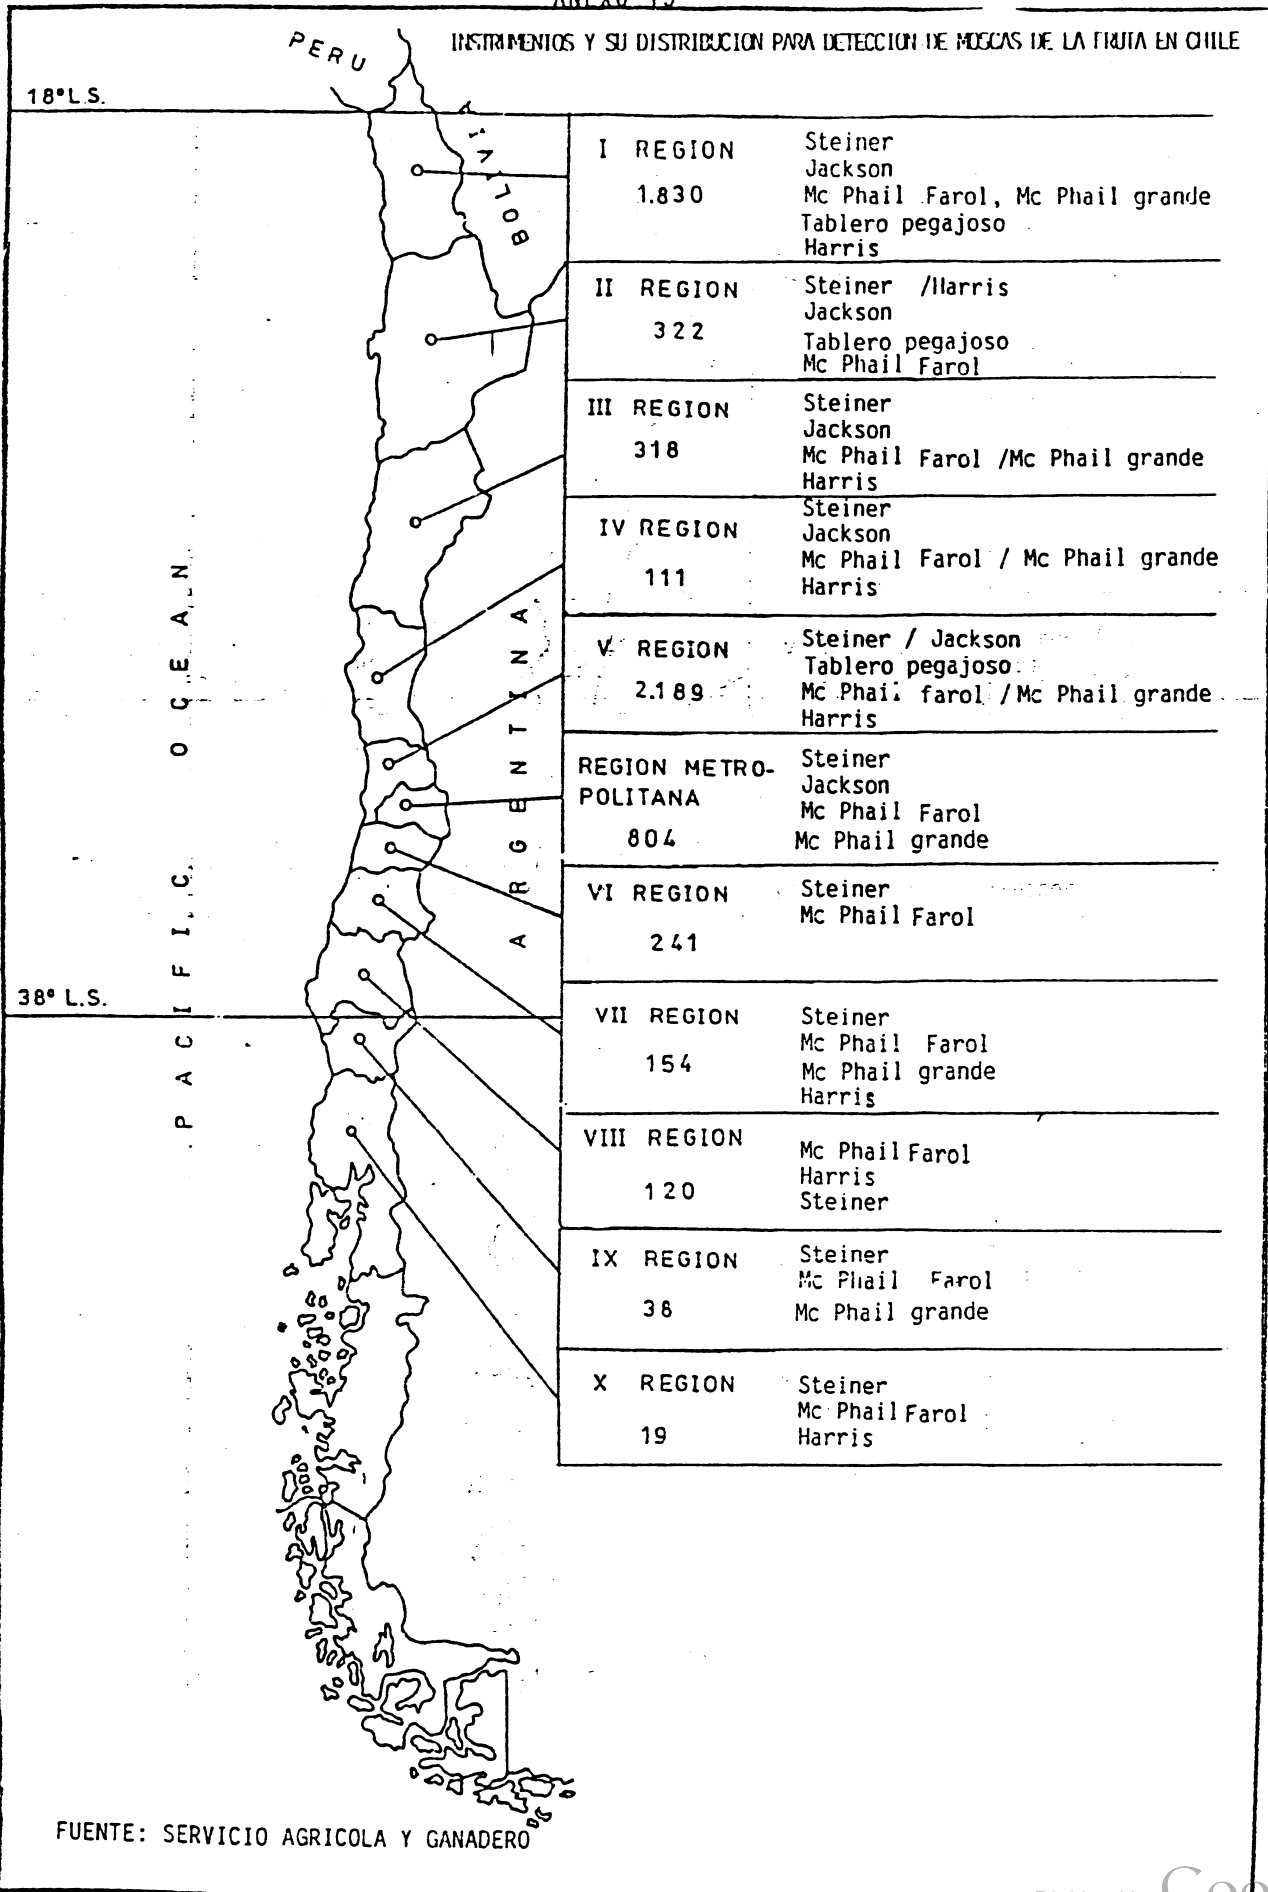 INSTRUMENTOS Y SU DISTRIBUCION PARA DETECCION DE MOSCAS DE LA FRUTA EN CHILE
PERU
18° L.S.
BOLIVIA
I REGION
1.830
Steiner
Jackson
Mc Phail Farol, Mc Phail grande
Tablero pegajoso
Harris
II REGION
322
Steiner /Harris
Jackson
Tablero pegajoso
Mc Phail Farol
III REGION
318
Steiner
Jackson
Mc Phail Farol /Mc Phail grande
Harris
IV REGION
111
Steiner
Jackson
Mc Phail Farol / Mc Phail grande
Harris
V REGION
2.189
Steiner / Jackson
Tablero pegajoso
Mc Phail farol /Mc Phail grande
Harris
REGION METRO-
POLITANA
804
Steiner
Jackson
Mc Phail Farol
Mc Phail grande
VI REGION
241
Steiner
Mc Phail Farol
VII REGION
154
Steiner
Mc Phail Farol
Mc Phail grande
Harris
VIII REGION
120
Mc Phail Farol
Harris
Steiner
IX REGION
38
Steiner
Mc Phail Farol
Mc Phail grande
X REGION
19
Steiner
Mc Phail Farol
Harris
PACIFIC OCEAN
ARGENTINA
38° L.S.
FUENTE: SERVICIO AGRICOLA Y GANADERO